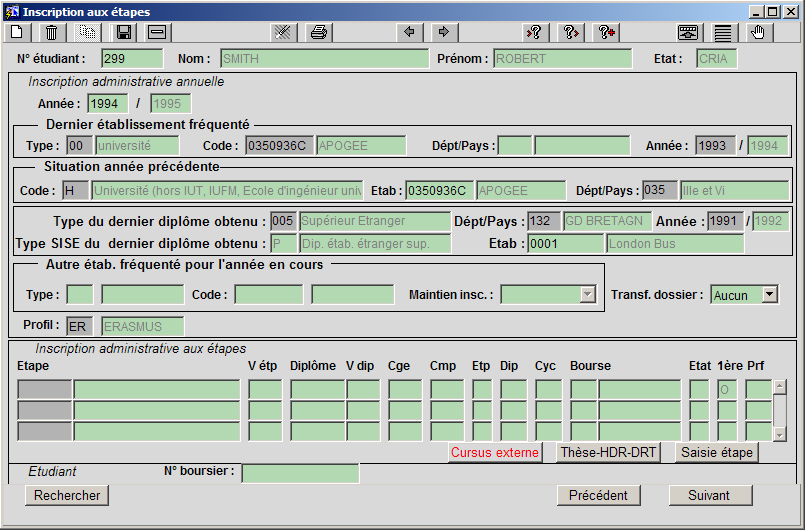 Inscription aux étapes
N° étudiant : 299 Nom : SMITH Prénom : ROBERT Etat : CRIA
Inscription administrative annuelle
Année : 1994 / 1995
Dernier établissement fréquenté
Type : 00 université Code : 0350936C APOGEE Dépt/Pays : Année : 1993 / 1994
Situation année précédente
Code : H Université (hors IUT, IUFM, Ecole d'ingénieur univ Etab : 0350936C APOGEE Dépt/Pays : 035 Ille et Vi
Type du dernier diplôme obtenu : 005 Supérieur Etranger Dépt/Pays : 132 GD BRETAGN Année : 1991 / 1992
Type SISE du dernier diplôme obtenu : P Dip. étab. étranger sup. Etab : 0001 London Bus
Autre étab. fréquenté pour l'année en cours
Type : Code : Maintien insc. : Transf. dossier : Aucun
Profil : ER ERASMUS
Inscription administrative aux étapes
Etape V étp Diplôme V dip Cge Cmp Etp Dip Cyc Bourse Etat 1ère Prf
O
Cursus externe Thèse-HDR-DRT Saisie étape
Etudiant N° boursier :
Rechercher Précédent Suivant